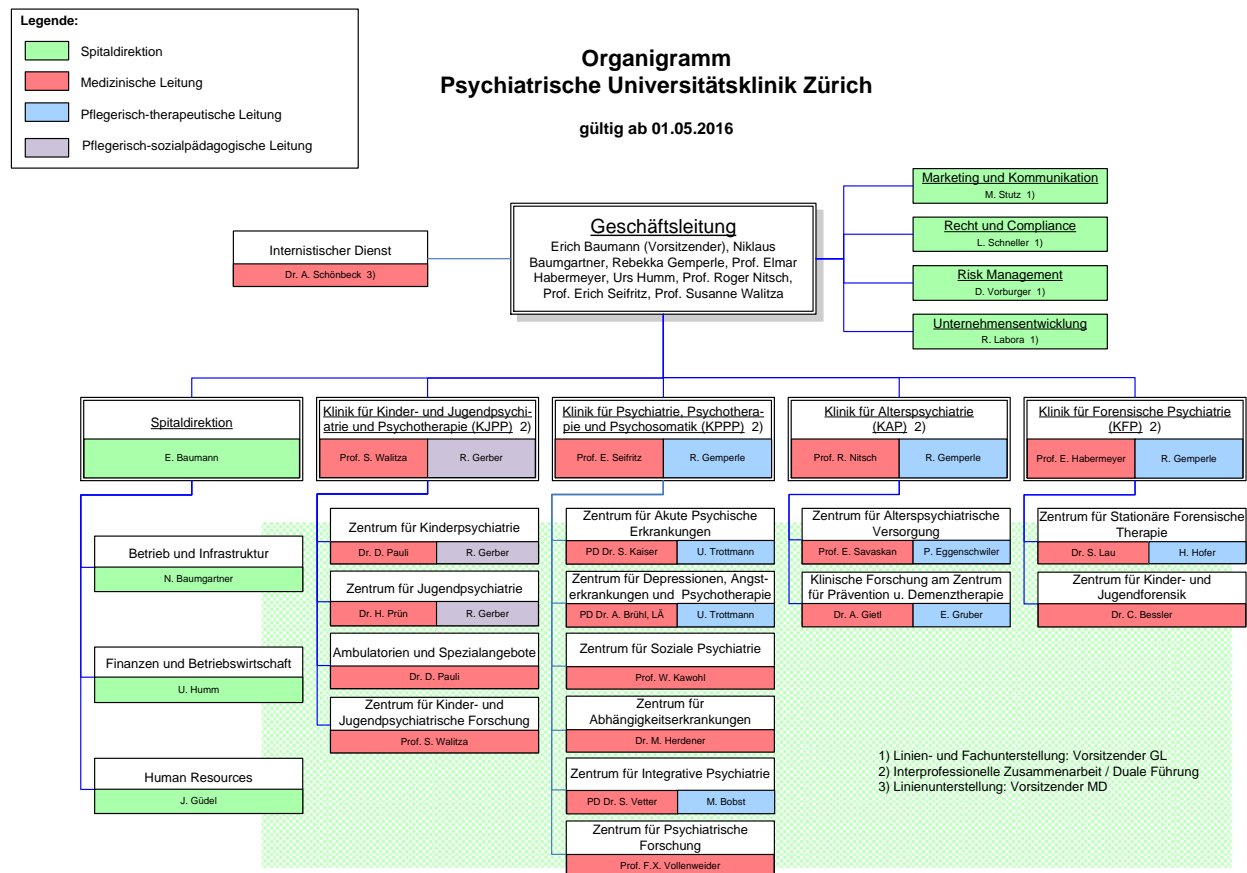 Legende:
Spitaldirektion
Medizinische Leitung
Pflegerisch-therapeutische Leitung
Pflegerisch-sozialpädagogische Leitung
Organigramm
Psychiatrische Universitätsklinik Zürich
gültig ab 01.05.2016
Marketing und Kommunikation
M. Stutz 1)
Recht und Compliance
L. Schneller 1)
Risk Management
D. Vorburger 1)
Unternehmensentwicklung
R. Labora 1)
Geschäftsleitung
Erich Baumann (Vorsitzender), Niklaus
Baumgartner, Rebekka Gemperle, Prof. Elmar
Habermeyer, Urs Humm, Prof. Roger Nitsch,
Prof. Erich Seifritz, Prof. Susanne Walitza
Internistischer Dienst
Dr. A. Schönbeck 3)
Spitaldirektion
E. Baumann
Betrieb und Infrastruktur
N. Baumgartner
Finanzen und Betriebswirtschaft
U. Humm
Human Resources
J. Güdel
Klinik für Kinder- und Jugendpsychi-
atrie und Psychotherapie (KJPP) 2)
Prof. S. Walitza
R. Gerber
Zentrum für Kinderpsychiatrie
Dr. D. Pauli
R. Gerber
Zentrum für Jugendpsychiatrie
Dr. H. Prün
R. Gerber
Ambulatorien und Spezialangebote
Dr. D. Pauli
Zentrum für Kinder- und
Jugendpsychiatrische Forschung
Prof. S. Walitza
Klinik für Psychiatrie, Psychothera-
pie und Psychosomatik (KPPP) 2)
Prof. E. Seifritz
R. Gemperle
Zentrum für Akute Psychische
Erkrankungen
PD Dr. S. Kaiser
U. Trottmann
Zentrum für Depressionen, Angst-
erkrankungen und Psychotherapie
PD Dr. A. Brühl, LÄ
U. Trottmann
Zentrum für Soziale Psychiatrie
Prof. W. Kawohl
Zentrum für
Abhängigkeitserkrankungen
Dr. M. Herdener
Zentrum für Integrative Psychiatrie
PD Dr. S. Vetter
M. Bobst
Zentrum für Psychiatrische
Forschung
Prof. F.X. Vollenweider
Klinik für Alterspsychiatrie
(KAP) 2)
Prof. R. Nitsch
R. Gemperle
Zentrum für Alterspsychiatrische
Versorgung
Prof. E. Savaskan
P. Eggenschwiler
Klinische Forschung am Zentrum
für Prävention u. Demenztherapie
Dr. A. Gietl
E. Gruber
Klinik für Forensische Psychiatrie
(KFP) 2)
Prof. E. Habermeyer
R. Gemperle
Zentrum für Stationäre Forensische
Therapie
Dr. S. Lau
H. Hofer
Zentrum für Kinder- und
Jugendforensik
Dr. C. Bessler
1) Linien- und Fachunterstellung: Vorsitzender GL
2) Interprofessionelle Zusammenarbeit / Duale Führung
3) Linienunterstellung: Vorsitzender MD